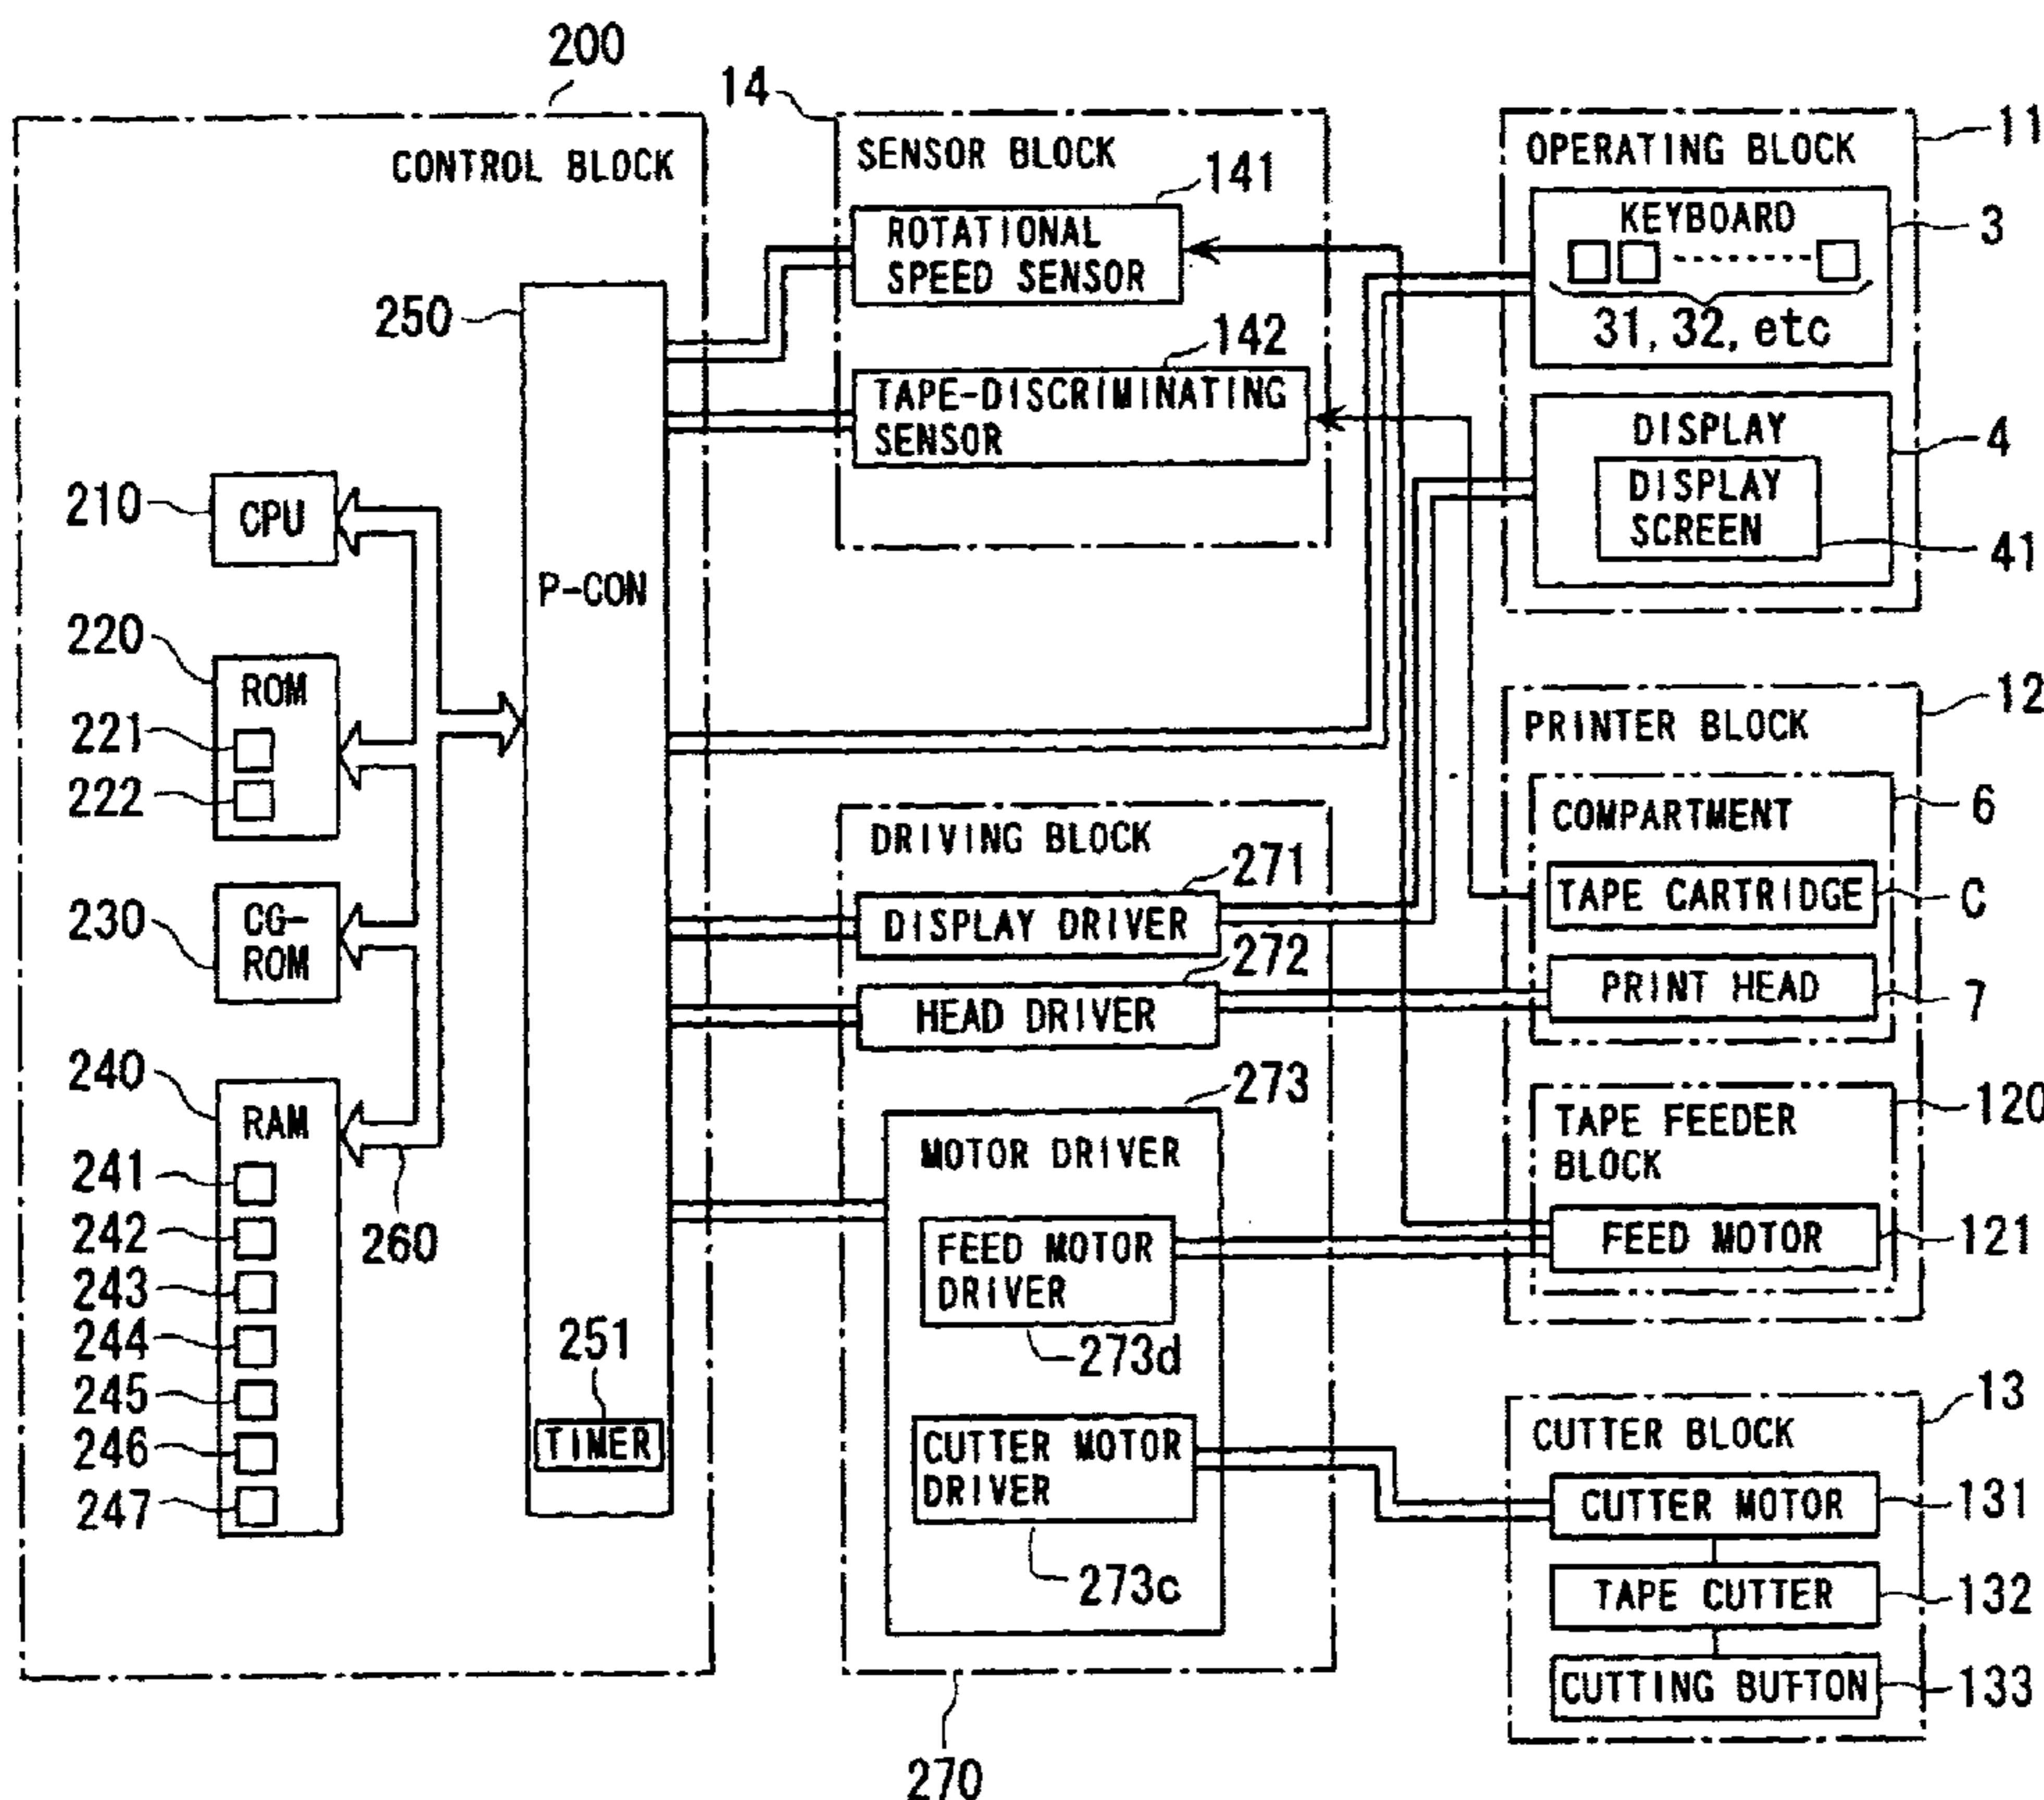 200
CONTROL BLOCK
250
P-CON
210
CPU
220
ROM
221
222
230
CG-
ROM
240
RAM
241
242
243
244
245
246
247
260
251
TIMER
14
SENSOR BLOCK
141
ROTATIONAL
SPEED SENSOR
142
TAPE-DISCRIMINATING
SENSOR
DRIVING BLOCK
271
DISPLAY DRIVER
272
HEAD DRIVER
273
MOTOR DRIVER
FEED MOTOR
DRIVER
273d
CUTTER MOTOR
DRIVER
273c
270
11
OPERATING BLOCK
KEYBOARD
3
31, 32, etc
DISPLAY
4
DISPLAY
SCREEN
41
12
PRINTER BLOCK
COMPARTMENT
6
TAPE CARTRIDGE
C
PRINT HEAD
7
120
TAPE FEEDER
BLOCK
FEED MOTOR
121
13
CUTTER BLOCK
CUTTER MOTOR
131
TAPE CUTTER
132
CUTTING BUTTON
133